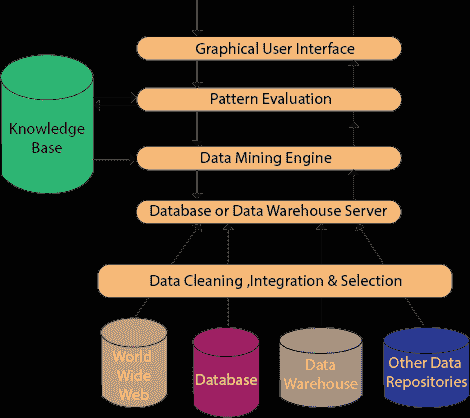 Graphical User Interface
Pattern Evaluation
Knowledge
Base
Data Mining Engine
Database or Data Warehouse Server
Data Cleaning ,Integration & Selection
World
Wide
Web
Database
Data
Warehouse
Other Data
Repositories